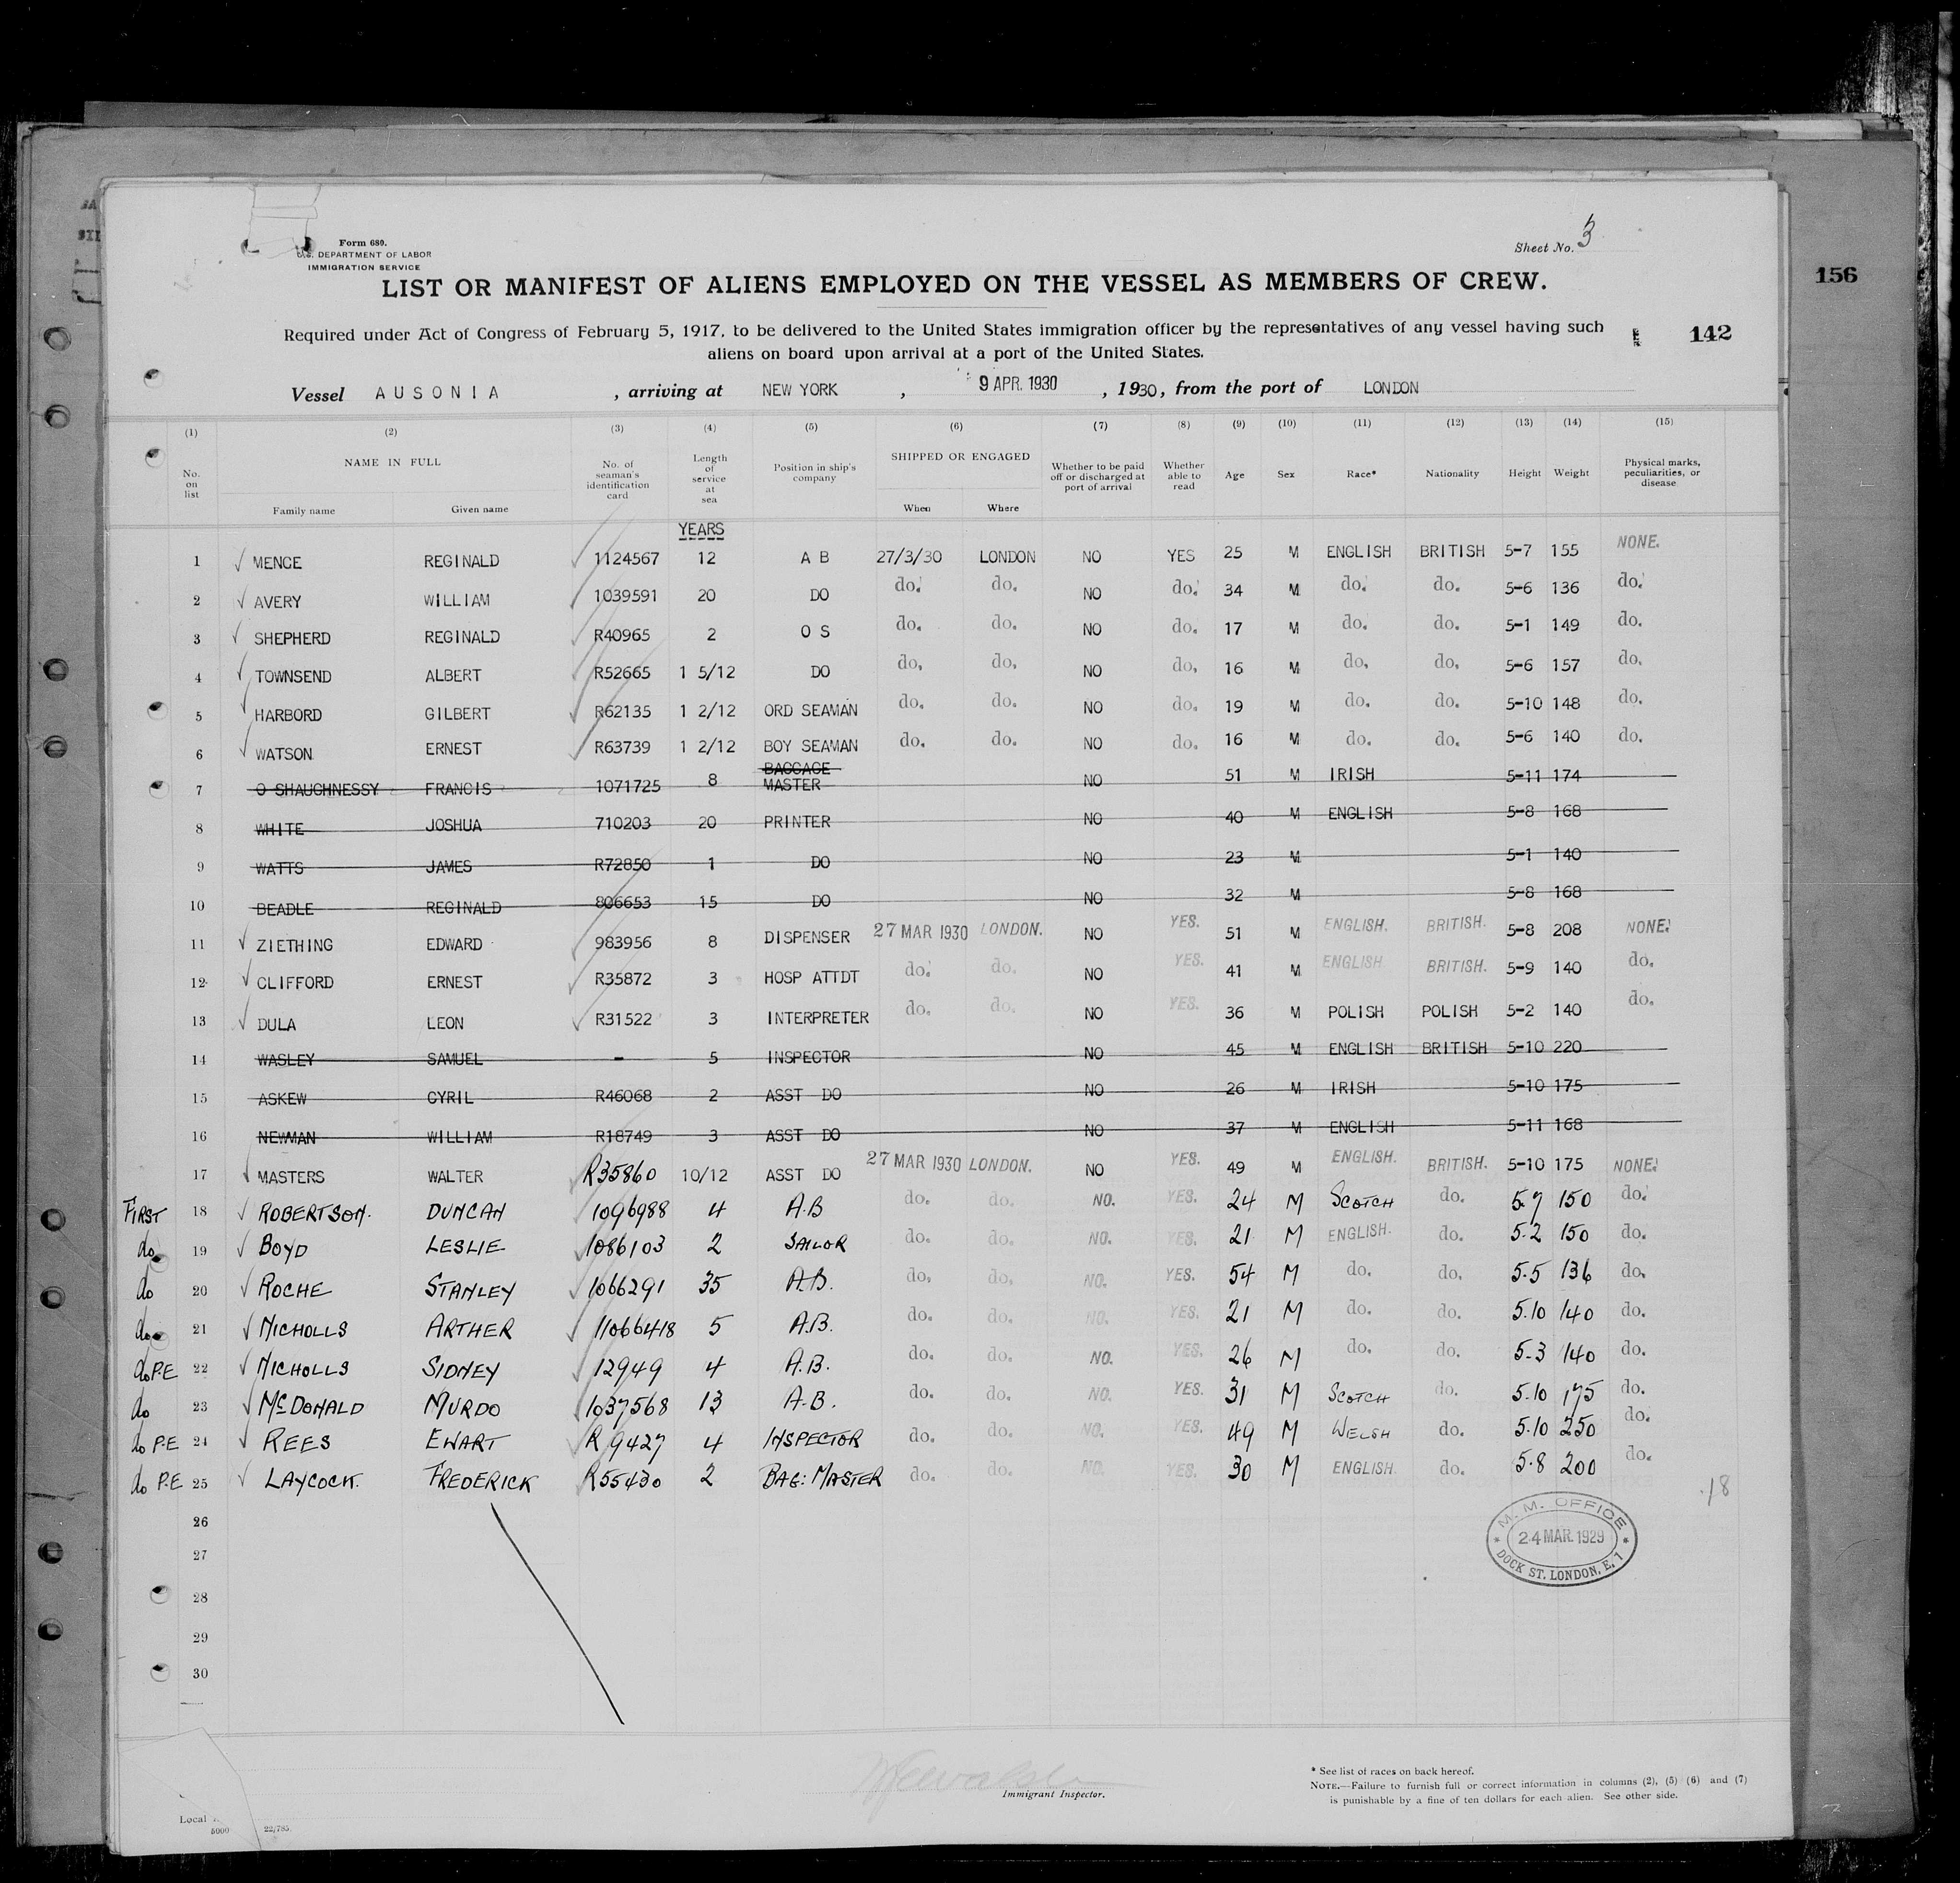 Form 689.
U.S. DEPARTMENT OF LABOR
IMMIGRATION SERVICE
Sheet No. 3
LIST OR MANIFEST OF ALIENS EMPLOYED ON THE VESSEL AS MEMBERS OF CREW.
156
Required under Act of Congress of February 5, 1917, to be delivered to the United States immigration officer by the representatives of any vessel having such
aliens on board upon arrival at a port of the United States.
142
Vessel AUSONIA , arriving at NEW YORK , 9 APR. 1930 , 1930, from the port of LONDON
(1) (2) (3) (4) (5) (6) (7) (8) (9) (10) (11) (12) (13) (14) (15)
No. on list NAME IN FULL Family name Given name No. of seaman's identification card Length of service at sea Position in ship's company SHIPPED OR ENGAGED When Where Whether to be paid off or discharged at port of arrival Whether able to read Age Sex Race* Nationality Height Weight Physical marks, peculiarities, or disease
YEARS
1 MENCE REGINALD 1124567 12 A B 27/3/30 LONDON NO YES 25 M ENGLISH BRITISH 5-7 155 NONE.
2 AVERY WILLIAM 1039591 20 DO do. do. NO do. 34 M do. do. 5-6 136 do.
3 SHEPHERD REGINALD R40965 2 O S do. do. NO do. 17 M do. do. 5-1 149 do.
4 TOWNSEND ALBERT R52665 1 5/12 DO do. do. NO do. 16 M do. do. 5-6 157 do.
5 HARBORD GILBERT R62135 1 2/12 ORD SEAMAN do. do. NO do. 19 M do. do. 5-10 148 do.
6 WATSON ERNEST R63739 1 2/12 BOY SEAMAN do. do. NO do. 16 M do. do. 5-6 140 do.
7 O SHAUGHNESSY FRANCIS 1071725 8 BAGGAGE MASTER NO 51 M IRISH 5-11 174
8 WHITE JOSHUA 710203 20 PRINTER NO 40 M ENGLISH 5-8 168
9 WATTS JAMES R72850 1 DO NO 23 M 5-1 140
10 BEADLE REGINALD 806653 15 DO NO 32 M 5-8 168
11 ZIETHING EDWARD 983956 8 DISPENSER 27 MAR 1930 LONDON. NO YES. 51 M ENGLISH. BRITISH. 5-8 208 NONE.
12 CLIFFORD ERNEST R35872 3 HOSP ATTDT do. do. NO YES. 41 M ENGLISH. BRITISH. 5-9 140 do.
13 DULA LEON R31522 3 INTERPRETER do. do. NO YES. 36 M POLISH POLISH 5-2 140 do.
14 WASLEY SAMUEL - 5 INSPECTOR NO 45 M ENGLISH BRITISH 5-10 220
15 ASKEW CYRIL R46068 2 ASST DO NO 26 M IRISH 5-10 175
16 NEWMAN WILLIAM R18749 3 ASST DO NO 37 M ENGLISH 5-11 168
17 MASTERS WALTER R35860 10/12 ASST DO 27 MAR 1930 LONDON. NO YES. 49 M ENGLISH. BRITISH. 5-10 175 NONE.
FIRST 18 ROBERTSON. DUNCAN 1096988 4 A.B do. do. NO. YES. 24 M SCOTCH do. 5.7 150 do.
do 19 BOYD LESLIE 1086103 2 SAILOR do. do. NO. YES. 21 M ENGLISH. do. 5.2 150 do.
do 20 ROCHE STANLEY 1066291 35 A.B. do. do. NO. YES. 54 M do. do. 5.5 136 do.
do 21 NICHOLLS ARTHER 11066418 5 A.B. do. do. NO. YES. 21 M do. do. 5.10 140 do.
do P.E 22 NICHOLLS SIDNEY 12949 4 A.B. do. do. NO. YES. 26 M do. do. 5.3 140 do.
do 23 McDONALD MURDO 1037568 13 A.B. do. do. NO. YES. 31 M SCOTCH do. 5.10 175 do.
do P.E 24 REES EWART R 9427 4 INSPECTOR do. do. NO. YES. 49 M WELSH do. 5.10 250 do.
do P.E 25 LAYCOCK. FREDERICK R55430 2 BAG: MASTER do. do. NO. YES. 30 M ENGLISH. do. 5.8 200 do.
18
26
27
28
29
30
M. M. OFFICE
24 MAR. 1929
DOCK ST. LONDON, E. 1
* See list of races on back hereof.
NOTE.—Failure to furnish full or correct information in columns (2), (5) (6) and (7)
is punishable by a fine of ten dollars for each alien. See other side.
Immigrant Inspector.
Local
5000 22/785.